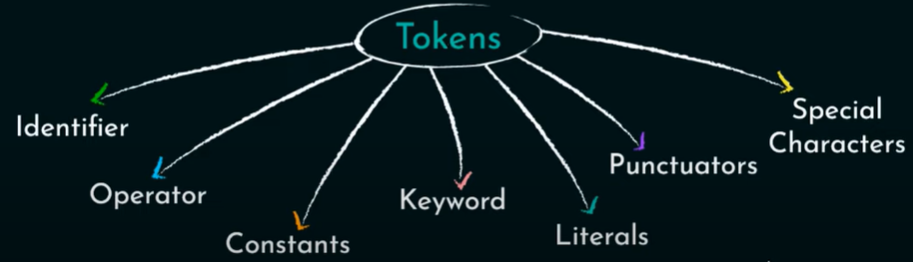 Tokens
Identifier
Operator
Constants
Keyword
Literals
Punctuators
Special
Characters